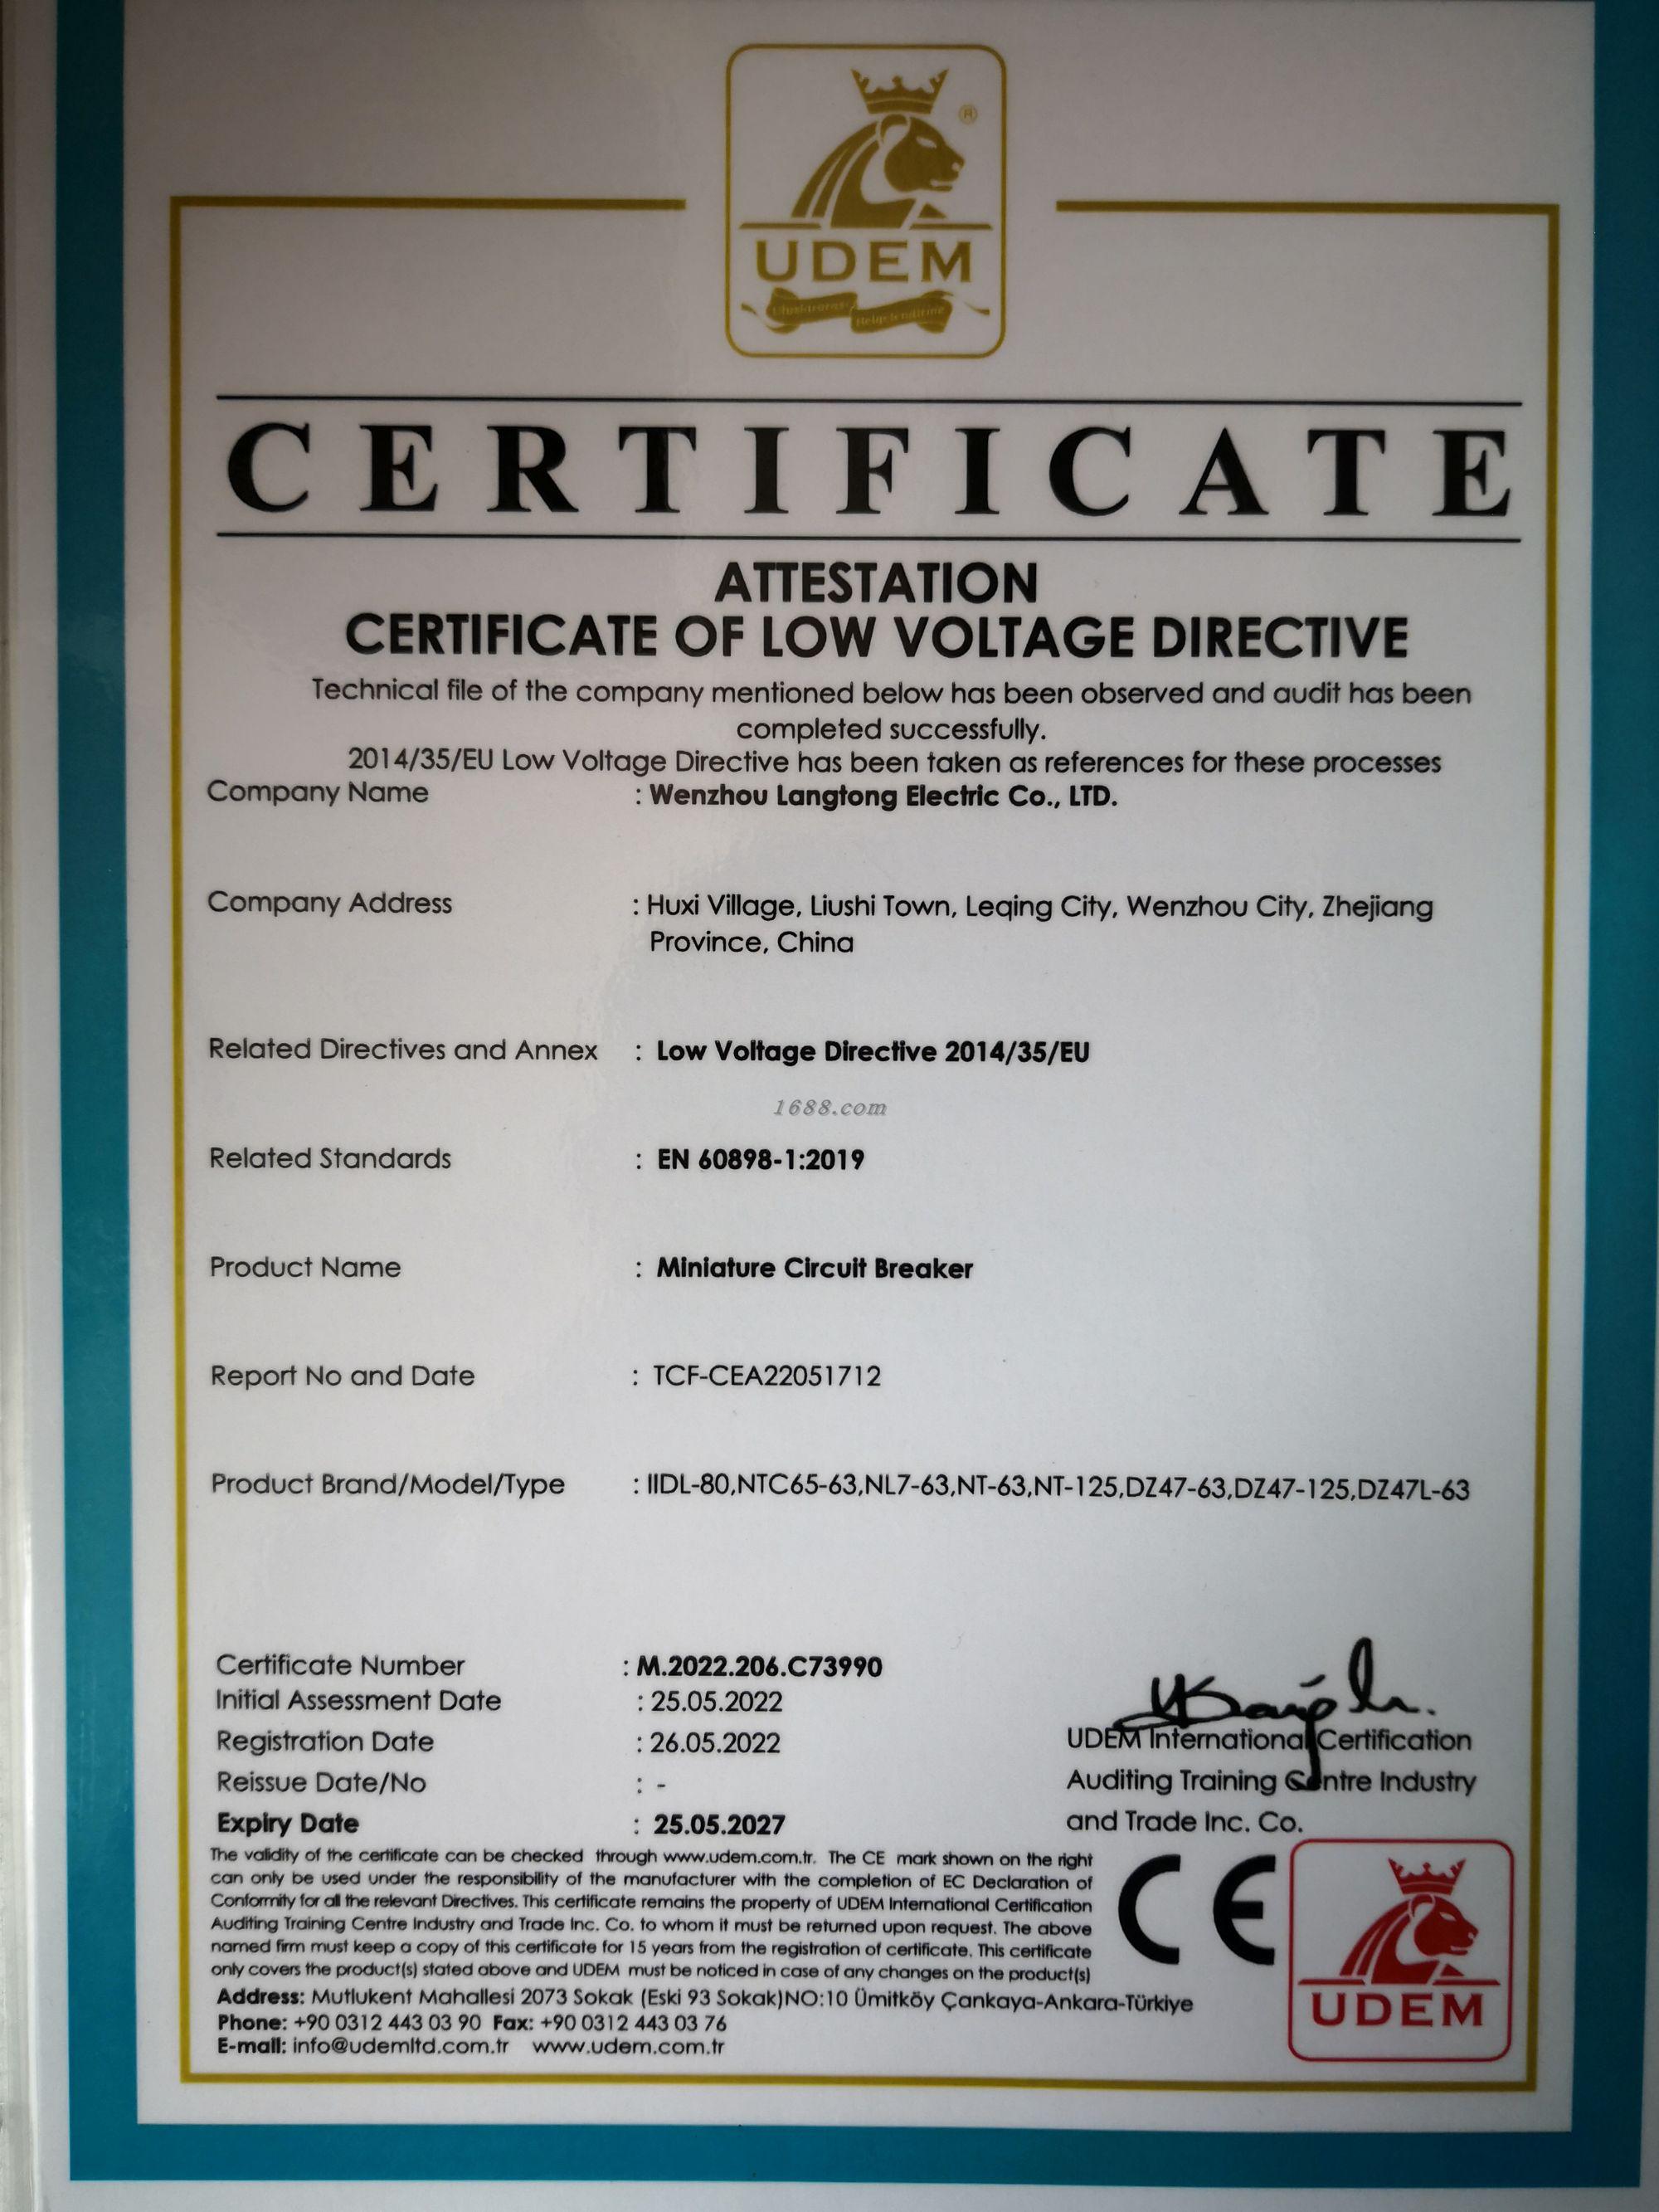 ®
UDEM
Uluslararası Belgelendirme
CERTIFICATE
ATTESTATION
CERTIFICATE OF LOW VOLTAGE DIRECTIVE
Technical file of the company mentioned below has been observed and audit has been
completed successfully.
2014/35/EU Low Voltage Directive has been taken as references for these processes
Company Name : Wenzhou Langtong Electric Co., LTD.
Company Address : Huxi Village, Liushi Town, Leqing City, Wenzhou City, Zhejiang
Province, China
Related Directives and Annex : Low Voltage Directive 2014/35/EU
1688.com
Related Standards : EN 60898-1:2019
Product Name : Miniature Circuit Breaker
Report No and Date : TCF-CEA22051712
Product Brand/Model/Type : IIDL-80,NTC65-63,NL7-63,NT-63,NT-125,DZ47-63,DZ47-125,DZ47L-63
Certificate Number : M.2022.206.C73990
Initial Assessment Date : 25.05.2022
Registration Date : 26.05.2022
Reissue Date/No : -
Expiry Date : 25.05.2027
UDEM International Certification
Auditing Training Centre Industry
and Trade Inc. Co.
The validity of the certificate can be checked through www.udem.com.tr. The CE mark shown on the right
can only be used under the responsibility of the manufacturer with the completion of EC Declaration of
Conformity for all the relevant Directives. This certificate remains the property of UDEM International Certification
Auditing Training Centre Industry and Trade Inc. Co. to whom it must be returned upon request. The above
named firm must keep a copy of this certificate for 15 years from the registration of certificate. This certificate
only covers the product(s) stated above and UDEM must be noticed in case of any changes on the product(s)
CE
UDEM
Address: Mutlukent Mahallesi 2073 Sokak (Eski 93 Sokak)NO:10 Ümitköy Çankaya-Ankara-Türkiye
Phone: +90 0312 443 03 90 Fax: +90 0312 443 03 76
E-mail: info@udemltd.com.tr www.udem.com.tr